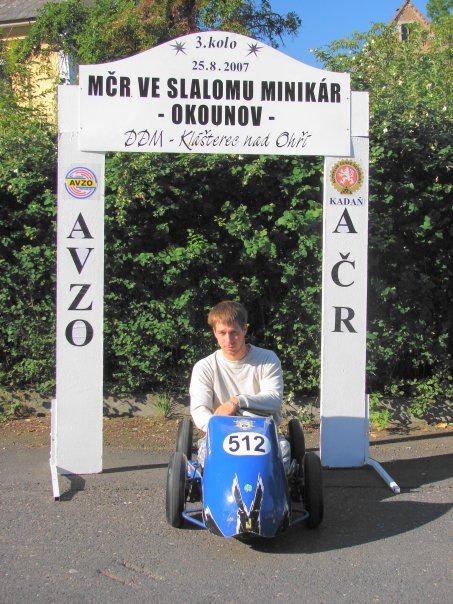 3.kolo
25.8.2007
MČR VE SLALOMU MINIKÁR
- OKOUNOV -
DDM - Klášterec nad Ohří
AVZO
KADAŇ
AVZO
AČR
512